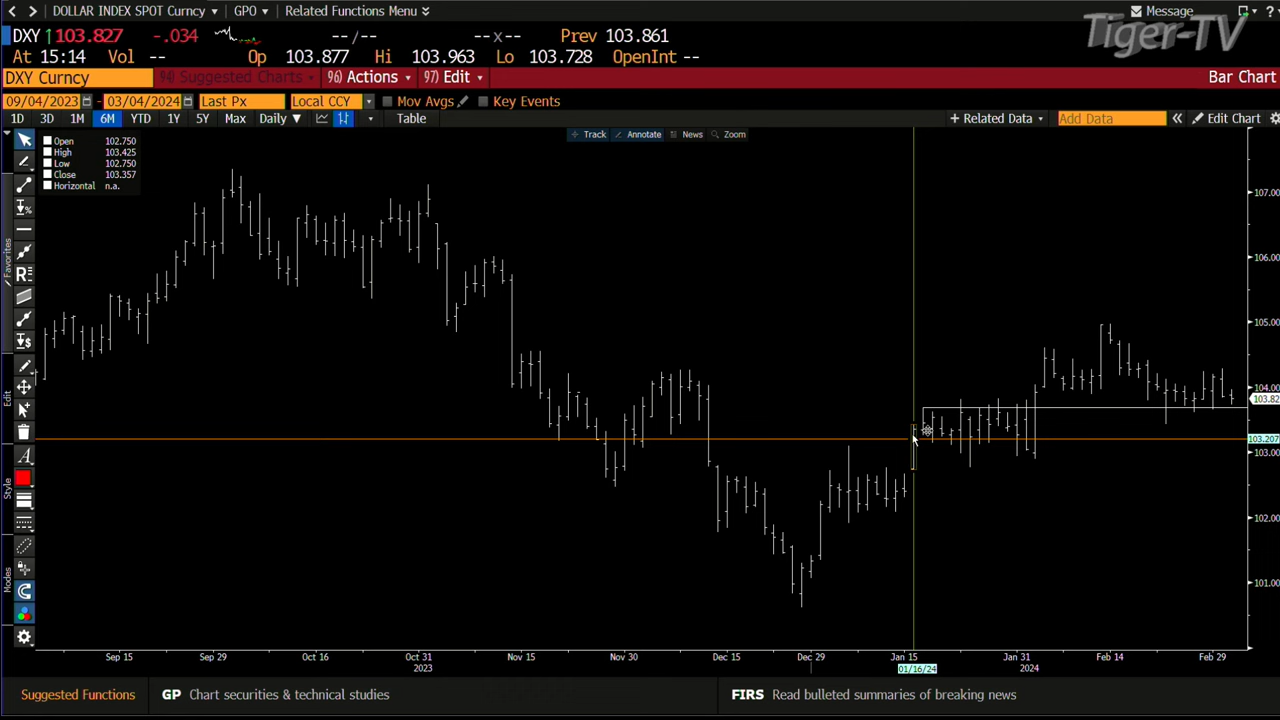 DOLLAR INDEX SPOT Curncy GPO Related Functions Menu Message ?
Tiger-TV
DXY ↑103.827 -.034 --/-- --x-- Prev 103.861
At 15:14 Vol -- Op 103.877 Hi 103.963 Lo 103.728 OpenInt --
DXY Curncy 94) Suggested Charts 96) Actions 97) Edit Bar Chart
09/04/2023 - 03/04/2024 Last Px Local CCY Mov Avgs Key Events
1D 3D 1M 6M YTD 1Y 5Y Max Daily ▼ Table + Related Data Add Data « Edit Chart
Track Annotate News Zoom
Open 102.750
High 103.425
Low 102.750
Close 103.357
Horizontal n.a.
Favorites
Edit
Style
Modes
107.00
106.00
105.00
104.00
103.82
103.207
103.00
102.00
101.00
Sep 15 Sep 29 Oct 16 Oct 31 Nov 15 Nov 30 Dec 15 Dec 29 Jan 15 Jan 31 Feb 14 Feb 29
2023 01/16/24 2024
Suggested Functions GP Chart securities & technical studies FIRS Read bulleted summaries of breaking news